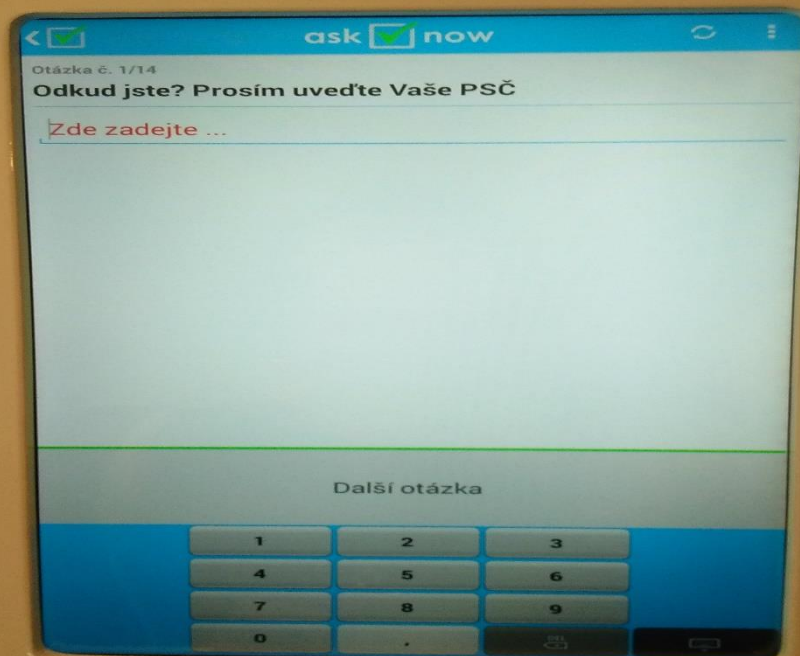 ask now
Otázka č. 1/14
Odkud jste? Prosím uveďte Vaše PSČ
Zde zadejte ...
Další otázka
1 2 3
4 5 6
7 8 9
0 .
DEL